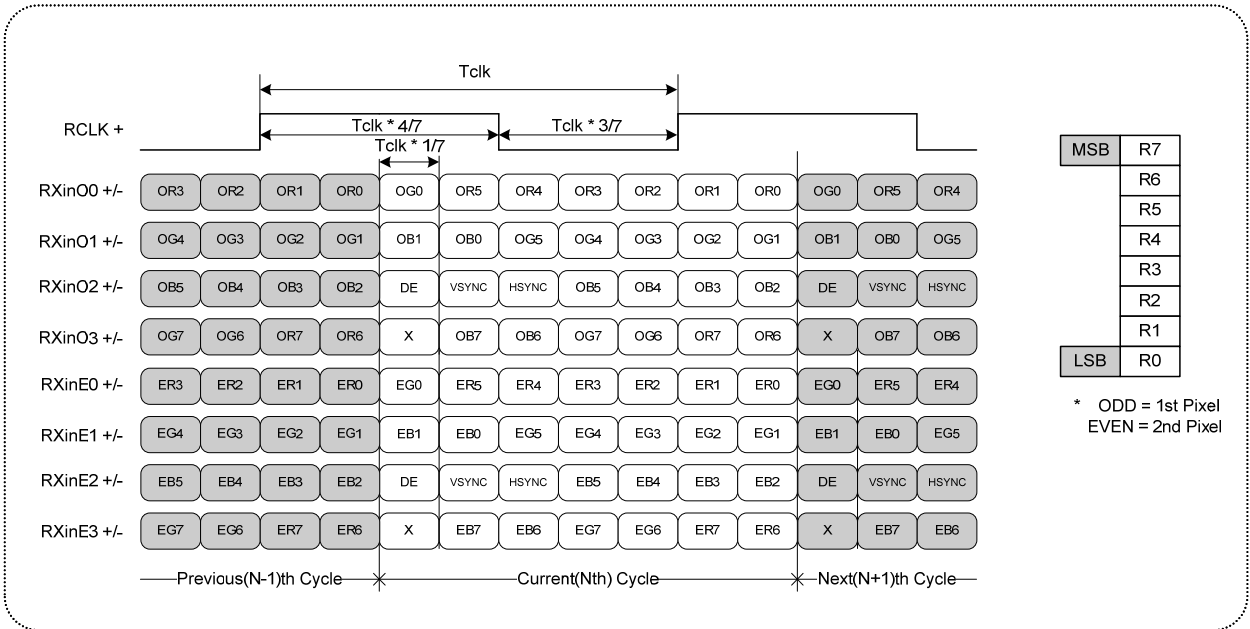 Tclk
RCLK +
Tclk * 4/7
Tclk * 3/7
Tclk * 1/7
RXinO0 +/- OR3 OR2 OR1 OR0 OG0 OR5 OR4 OR3 OR2 OR1 OR0 OG0 OR5 OR4
RXinO1 +/- OG4 OG3 OG2 OG1 OB1 OB0 OG5 OG4 OG3 OG2 OG1 OB1 OB0 OG5
RXinO2 +/- OB5 OB4 OB3 OB2 DE VSYNC HSYNC OB5 OB4 OB3 OB2 DE VSYNC HSYNC
RXinO3 +/- OG7 OG6 OR7 OR6 X OB7 OB6 OG7 OG6 OR7 OR6 X OB7 OB6
RXinE0 +/- ER3 ER2 ER1 ER0 EG0 ER5 ER4 ER3 ER2 ER1 ER0 EG0 ER5 ER4
RXinE1 +/- EG4 EG3 EG2 EG1 EB1 EB0 EG5 EG4 EG3 EG2 EG1 EB1 EB0 EG5
RXinE2 +/- EB5 EB4 EB3 EB2 DE VSYNC HSYNC EB5 EB4 EB3 EB2 DE VSYNC HSYNC
RXinE3 +/- EG7 EG6 ER7 ER6 X EB7 EB6 EG7 EG6 ER7 ER6 X EB7 EB6
Previous(N-1)th Cycle Current(Nth) Cycle Next(N+1)th Cycle
MSB R7
R6
R5
R4
R3
R2
R1
LSB R0
* ODD = 1st Pixel
EVEN = 2nd Pixel